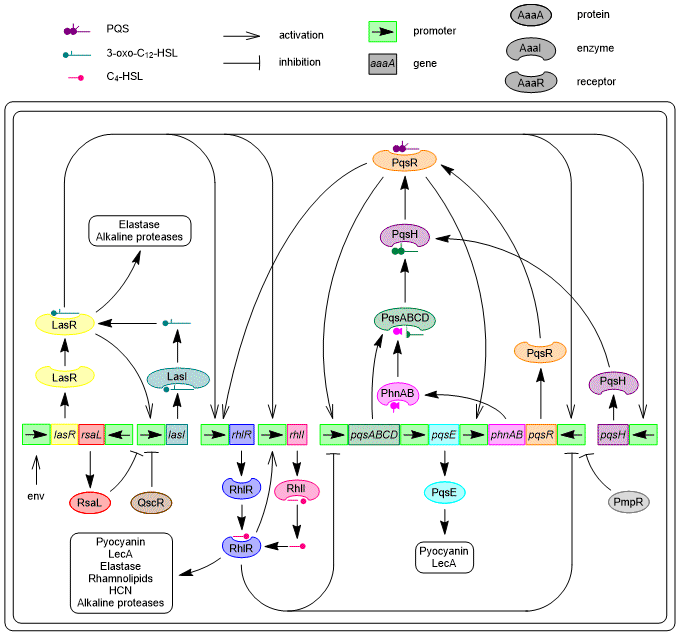 PQS
3-oxo-C12-HSL
C4-HSL
activation
inhibition
promoter
aaaA
gene
AaaA
protein
AaaI
enzyme
AaaR
receptor
PqsR
Elastase
Alkaline proteases
PqsH
LasR
PqsABCD
PqsR
LasR
LasI
PqsH
PhnAB
lasR
rsaL
lasI
rhlR
rhlI
pqsABCD
pqsE
phnAB
pqsR
pqsH
env
RsaL
QscR
RhlR
RhlI
PqsE
PmpR
RhlR
Pyocyanin
LecA
Elastase
Rhamnolipids
HCN
Alkaline proteases
Pyocyanin
LecA